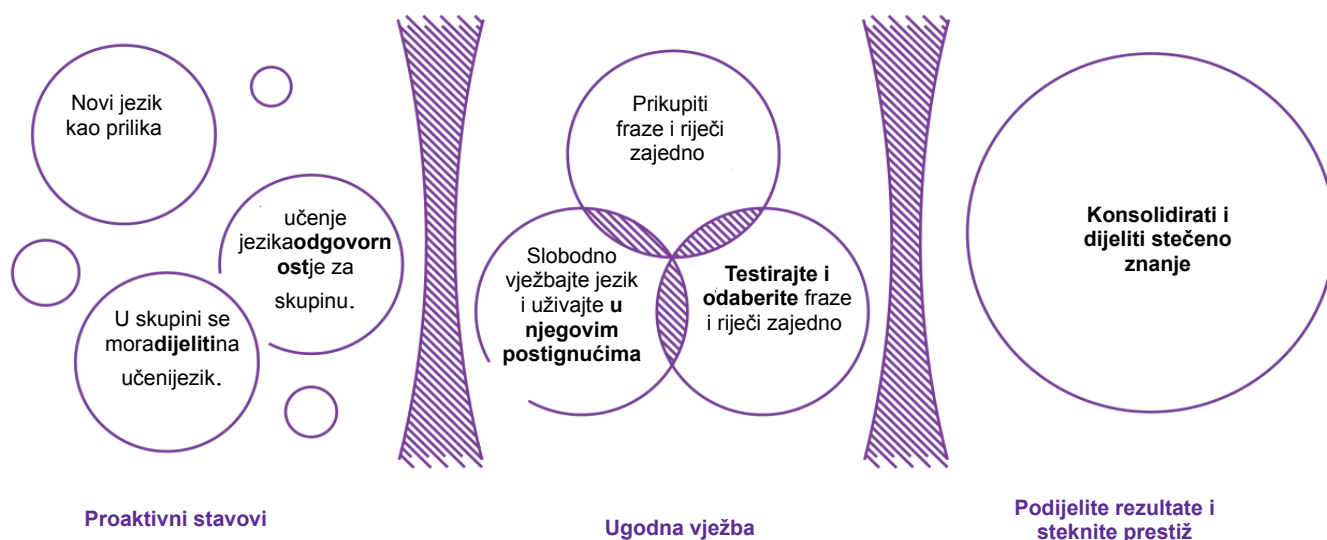 Novi jezik
kao prilika
učenje
jezikaodgovorn
ostje za
skupinu.
U skupini se
moradijelitina
učenijezik.
Proaktivni stavovi
Prikupiti
fraze i riječi
zajedno
Slobodno
vježbajte jezik
i uživajte u
njegovim
postignućima
Testirajte i
odaberite fraze
i riječi zajedno
Ugodna vježba
Konsolidirati i
dijeliti stečeno
znanje
Podijelite rezultate i
steknite prestiž